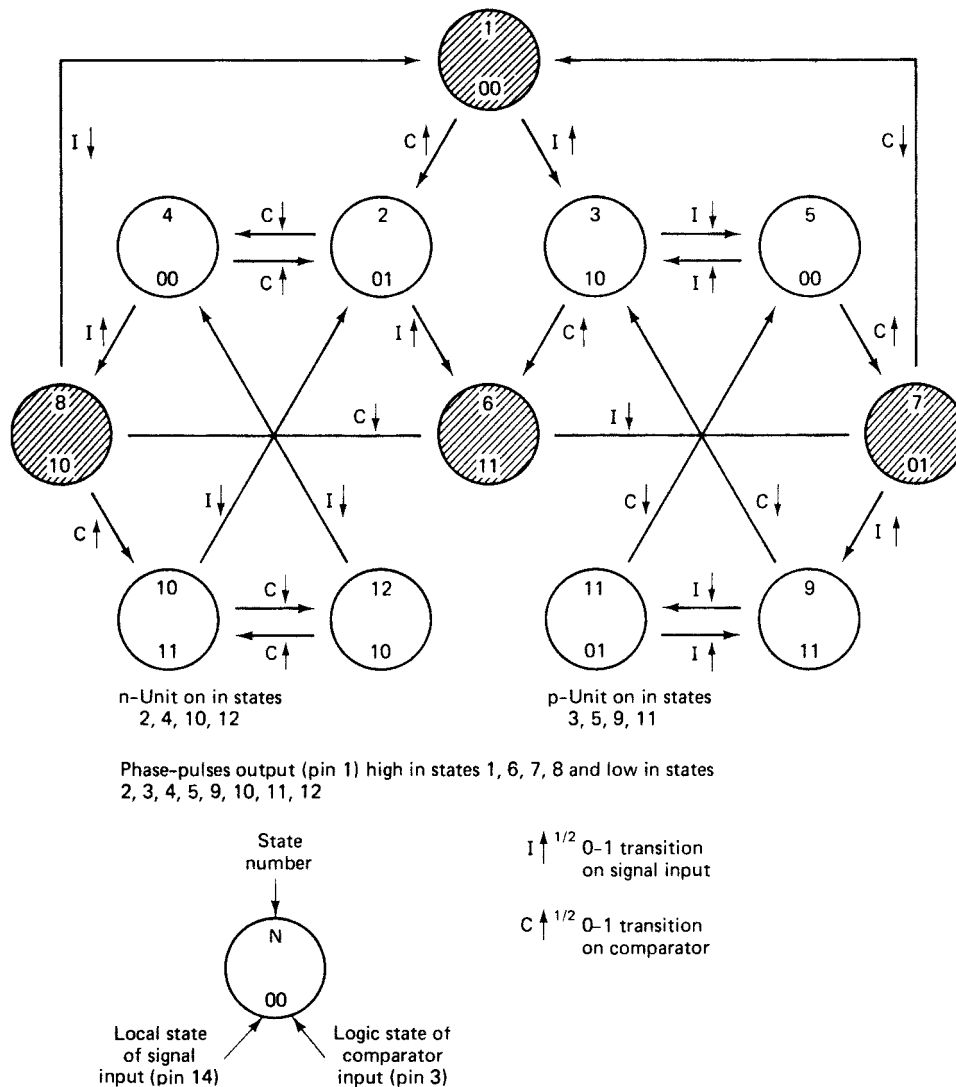 1
00
I ↓
C ↑
I ↑
C ↓
4
00
C ↓
C ↑
2
01
3
10
I ↓
I ↑
5
00
I ↑
I ↑
C ↑
C ↑
8
10
C ↓
6
11
I ↓
7
01
C ↑
I ↓
I ↓
C ↓
C ↓
I ↑
10
11
C ↓
C ↑
12
10
11
01
I ↓
I ↑
9
11
n-Unit on in states
2, 4, 10, 12
p-Unit on in states
3, 5, 9, 11
Phase-pulses output (pin 1) high in states 1, 6, 7, 8 and low in states
2, 3, 4, 5, 9, 10, 11, 12
State
number
N
00
Local state
of signal
input (pin 14)
Logic state of
comparator
input (pin 3)
I ↑ 1/2 0-1 transition
on signal input
C ↑ 1/2 0-1 transition
on comparator